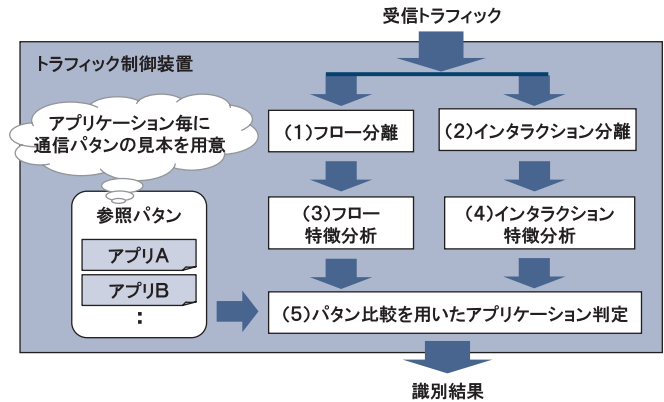 受信トラフィック
トラフィック制御装置
アプリケーション毎に
通信パタンの見本を用意
参照パタン
アプリA
アプリB
：
(1)フロー分離
(2)インタラクション分離
(3)フロー
特徴分析
(4)インタラクション
特徴分析
(5)パタン比較を用いたアプリケーション判定
識別結果